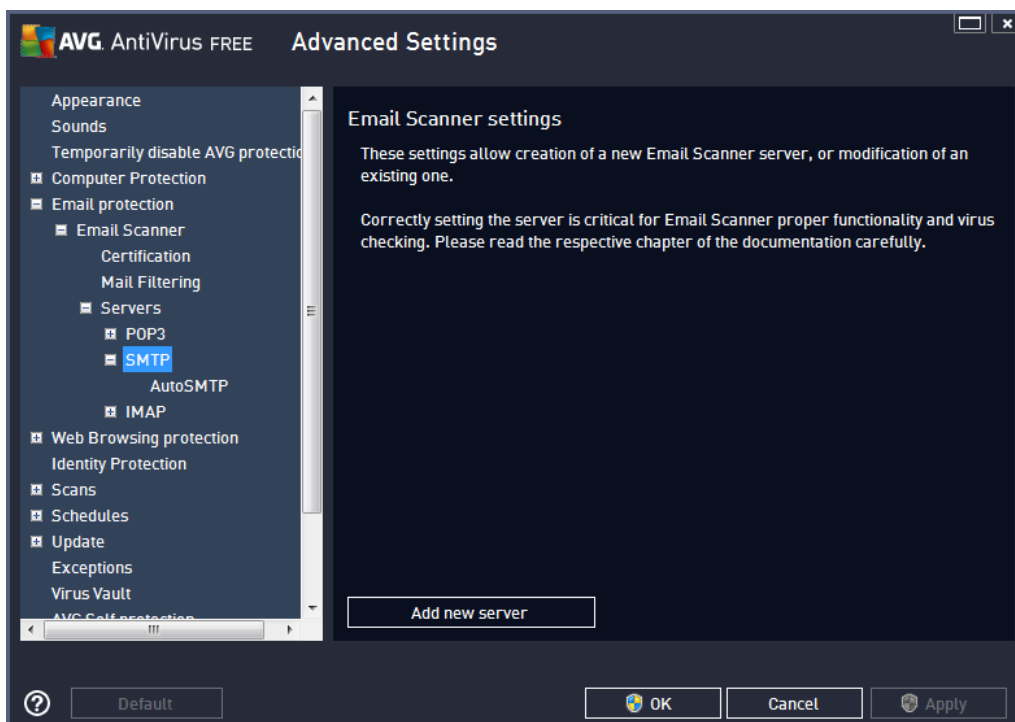 AVG. AntiVirus FREE Advanced Settings
Appearance
Sounds
Temporarily disable AVG protectio
Computer Protection
Email protection
Email Scanner
Certification
Mail Filtering
Servers
POP3
SMTP
AutoSMTP
IMAP
Web Browsing protection
Identity Protection
Scans
Schedules
Update
Exceptions
Virus Vault
AVG Self protection
Email Scanner settings
These settings allow creation of a new Email Scanner server, or modification of an
existing one.
Correctly setting the server is critical for Email Scanner proper functionality and virus
checking. Please read the respective chapter of the documentation carefully.
Add new server
Default
OK
Cancel
Apply